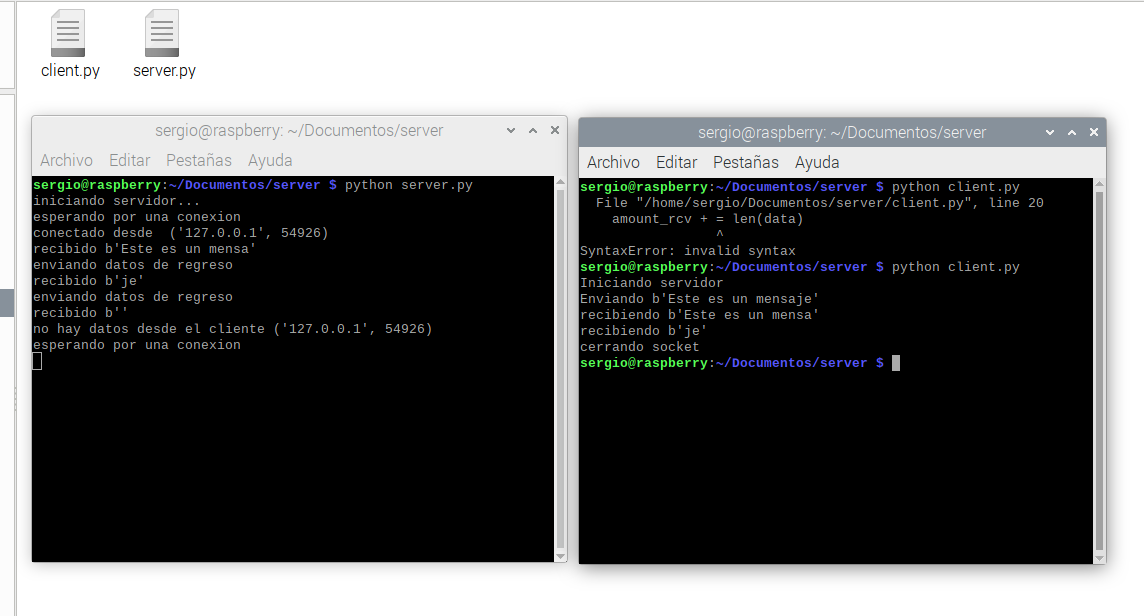 client.py
server.py
sergio@raspberry: ~/Documentos/server
Archivo Editar Pestañas Ayuda
sergio@raspberry:~/Documentos/server $ python server.py
iniciando servidor...
esperando por una conexion
conectado desde  ('127.0.0.1', 54926)
recibido b'Este es un mensa'
enviando datos de regreso
recibido b'je'
enviando datos de regreso
recibido b''
no hay datos desde el cliente ('127.0.0.1', 54926)
esperando por una conexion
sergio@raspberry: ~/Documentos/server
Archivo Editar Pestañas Ayuda
sergio@raspberry:~/Documentos/server $ python client.py
  File "/home/sergio/Documentos/server/client.py", line 20
    amount_rcv + = len(data)
                 ^
SyntaxError: invalid syntax
sergio@raspberry:~/Documentos/server $ python client.py
Iniciando servidor
Enviando b'Este es un mensaje'
recibiendo b'Este es un mensa'
recibiendo b'je'
cerrando socket
sergio@raspberry:~/Documentos/server $